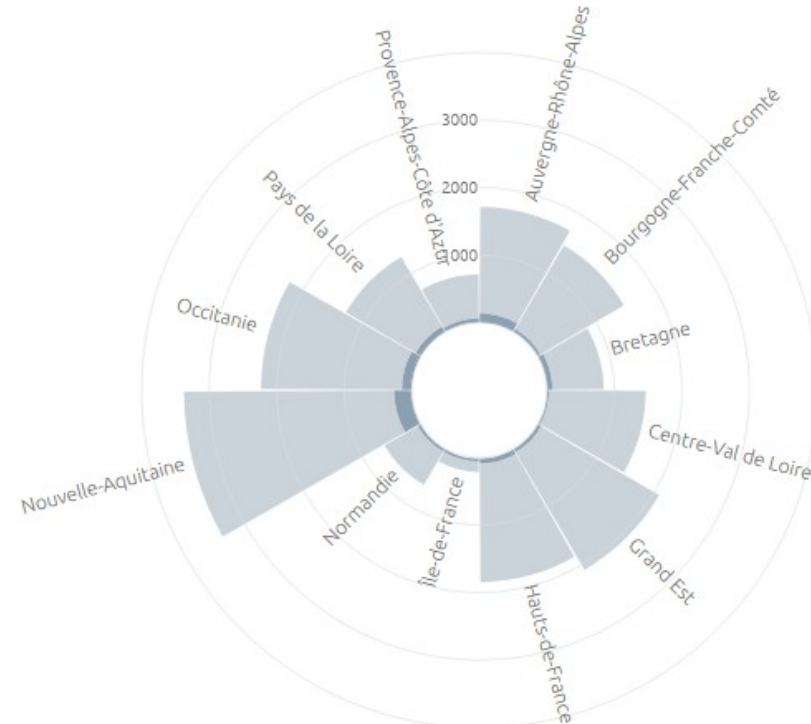 3000
2000
1000
Auvergne-Rhône-Alpes
Bourgogne-Franche-Comté
Bretagne
Centre-Val de Loire
Grand Est
Hauts-de-France
Île-de-France
Normandie
Nouvelle-Aquitaine
Occitanie
Pays de la Loire
Provence-Alpes-Côte d'Azur